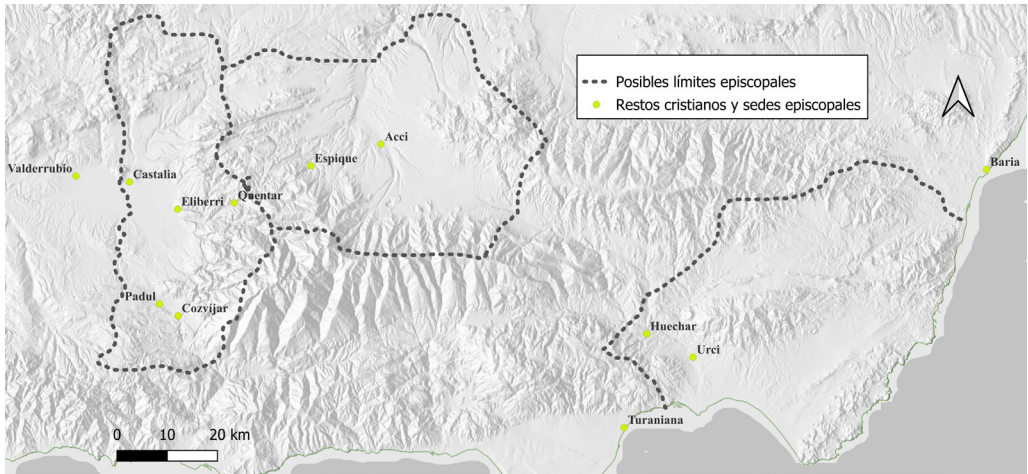 Posibles límites episcopales
Restos cristianos y sedes episcopales
Acci
Espique
Baria
Valderrubio
Castalia
Eliberri
Quentar
Padul
Cozvíjar
Huechar
Urci
Turaniana
0 10 20 km